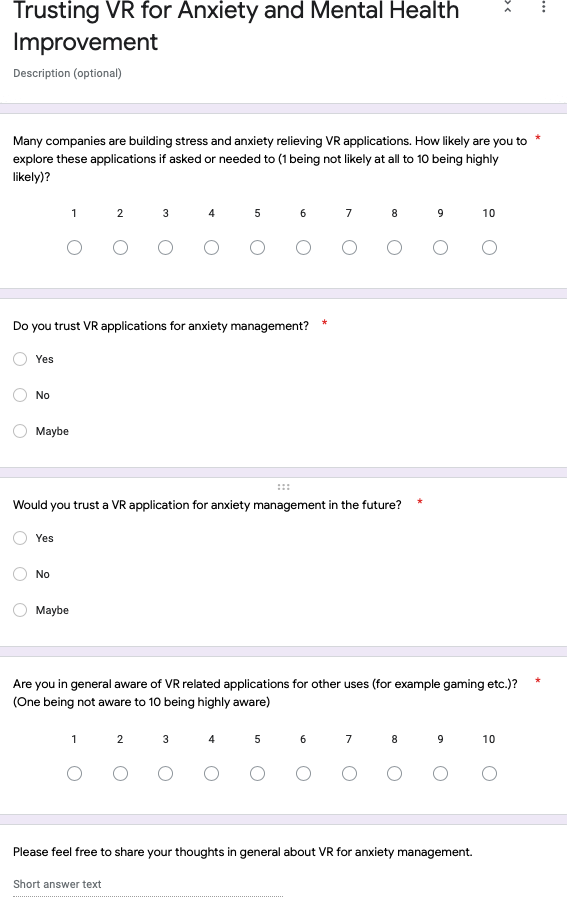 Trusting VR for Anxiety and Mental Health
Improvement
Description (optional)
Many companies are building stress and anxiety relieving VR applications. How likely are you to *
explore these applications if asked or needed to (1 being not likely at all to 10 being highly
likely)?
1 2 3 4 5 6 7 8 9 10
Do you trust VR applications for anxiety management? *
Yes
No
Maybe
Would you trust a VR application for anxiety management in the future? *
Yes
No
Maybe
Are you in general aware of VR related applications for other uses (for example gaming etc.)? *
(One being not aware to 10 being highly aware)
1 2 3 4 5 6 7 8 9 10
Please feel free to share your thoughts in general about VR for anxiety management.
Short answer text